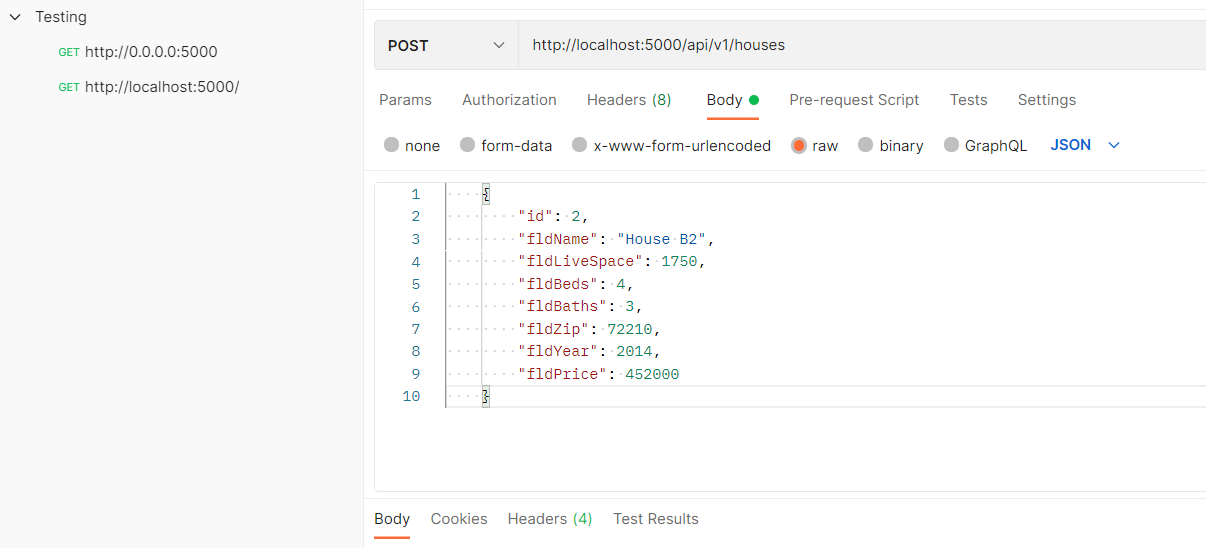 Testing
GET http://0.0.0.0:5000
GET http://localhost:5000/
POST http://localhost:5000/api/v1/houses
Params Authorization Headers (8) Body Pre-request Script Tests Settings
none form-data x-www-form-urlencoded raw binary GraphQL JSON
1 {
2 "id": 2,
3 "fldName": "House B2",
4 "fldLiveSpace": 1750,
5 "fldBeds": 4,
6 "fldBaths": 3,
7 "fldZip": 72210,
8 "fldYear": 2014,
9 "fldPrice": 452000
10 }
Body Cookies Headers (4) Test Results